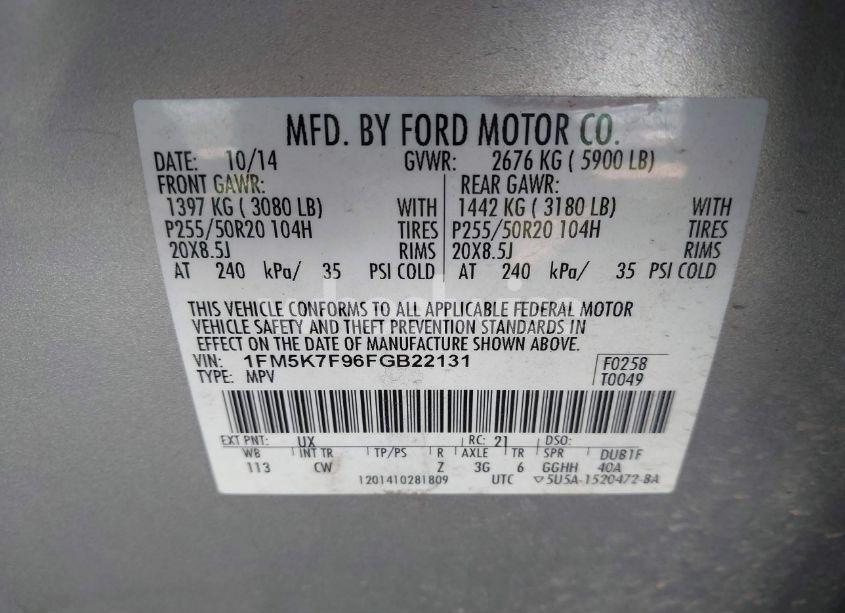 MFD. BY FORD MOTOR CO.
DATE: 10/14 GVWR: 2676 KG ( 5900 LB)
FRONT GAWR: REAR GAWR:
1397 KG ( 3080 LB) WITH 1442 KG ( 3180 LB) WITH
P255/50R20 104H TIRES P255/50R20 104H TIRES
20X8.5J RIMS 20X8.5J RIMS
AT 240 kPa/ 35 PSI COLD AT 240 kPa/ 35 PSI COLD
THIS VEHICLE CONFORMS TO ALL APPLICABLE FEDERAL MOTOR
VEHICLE SAFETY AND THEFT PREVENTION STANDARDS IN
EFFECT ON THE DATE OF MANUFACTURE SHOWN ABOVE.
VIN: 1FM5K7F96FGB22131 F0258
TYPE: MPV T0049
EXT PNT: UX RC: 21 DSO:
WB INT TR TP/PS R AXLE TR SPR DUB1F
113 CW Z 3G 6 GGHH 40A
1201410281809 UTC ▽5U5A-1520472-BA